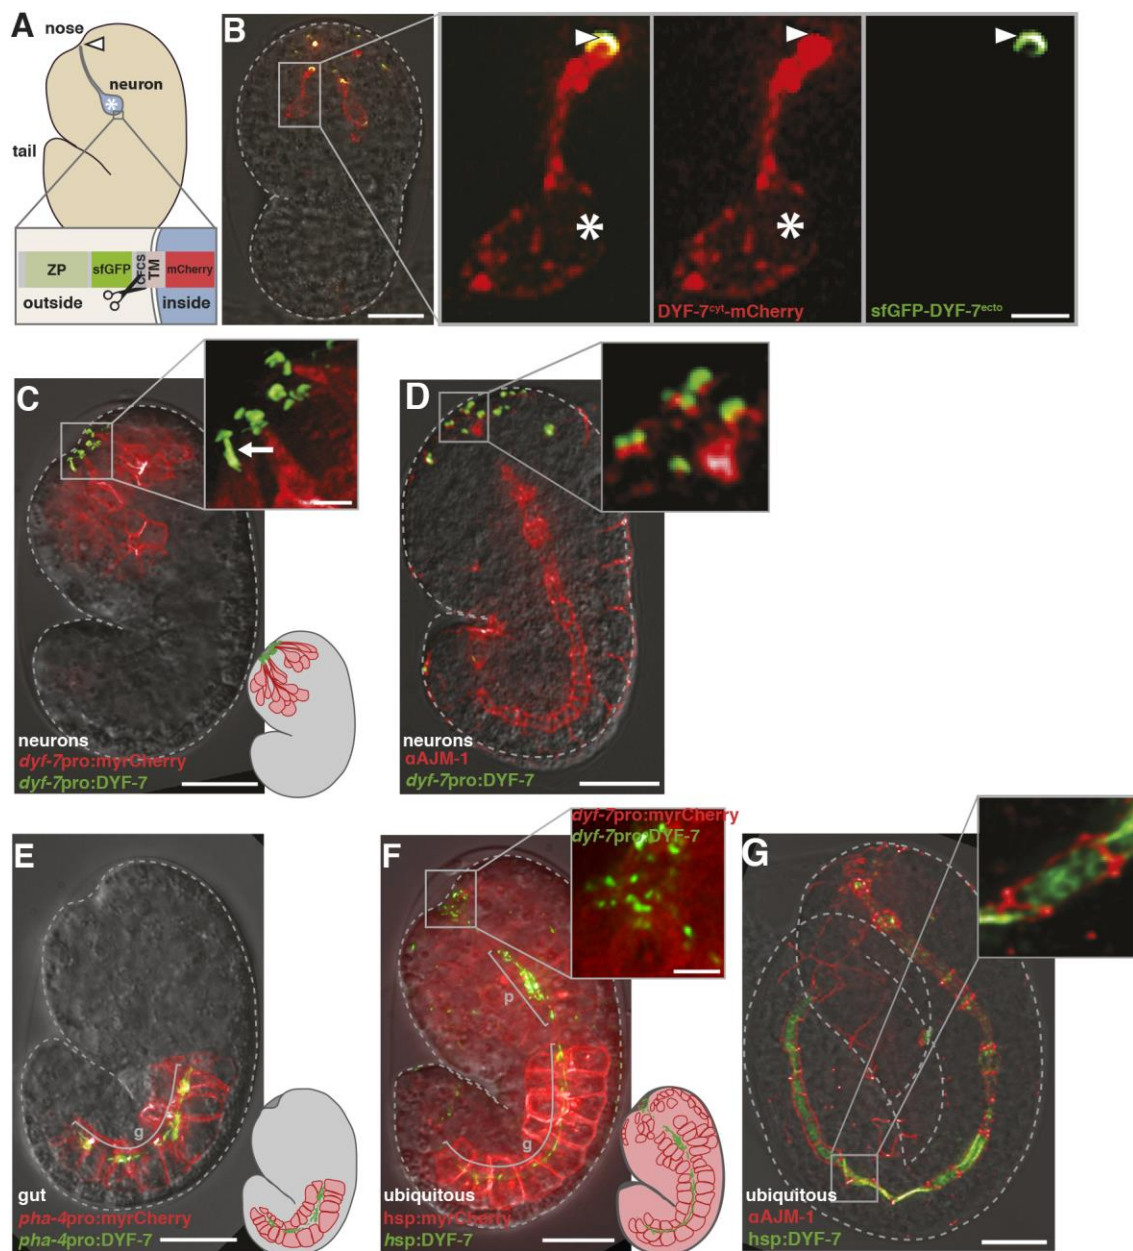 A
nose
neuron
*
tail
ZP
sfGFP
CFCS
TM
mCherry
outside
inside
B
*
*
DYF-7cyt-mCherry
sfGFP-DYF-7ecto
C
neurons
dyf-7pro:myrCherry
dyf-7pro:DYF-7
D
neurons
αAJM-1
dyf-7pro:DYF-7
E
g
gut
pha-4pro:myrCherry
pha-4pro:DYF-7
F
dyf-7pro:myrCherry
dyf-7pro:DYF-7
p
g
ubiquitous
hsp:myrCherry
hsp:DYF-7
G
ubiquitous
αAJM-1
hsp:DYF-7